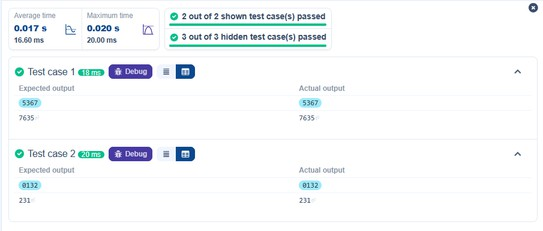 Average time
0.017 s
16.60 ms
Maximum time
0.020 s
20.00 ms
2 out of 2 shown test case(s) passed
3 out of 3 hidden test case(s) passed
Test case 1 18 ms Debug
Expected output Actual output
5367 5367
7635 7635
Test case 2 20 ms Debug
Expected output Actual output
0132 0132
231 231